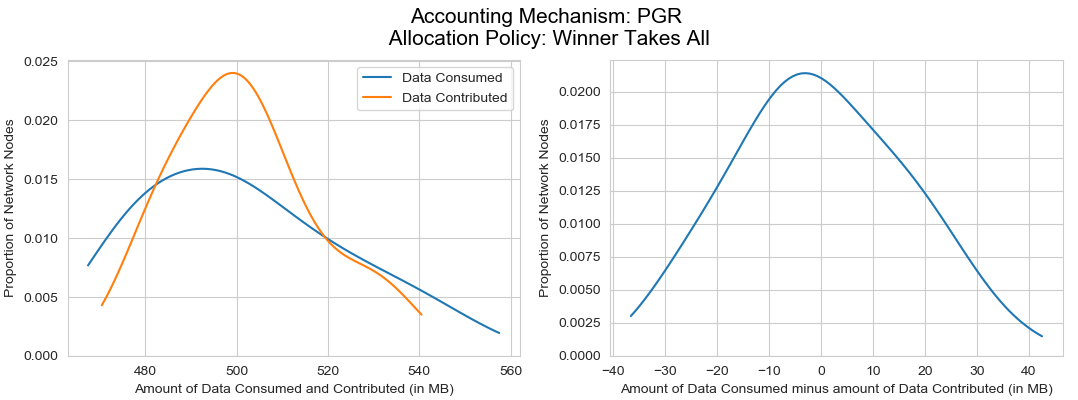 Accounting Mechanism: PGR
Allocation Policy: Winner Takes All
Proportion of Network Nodes
0.025
0.020
0.015
0.010
0.005
0.000
Data Consumed
Data Contributed
480 500 520 540 560
Amount of Data Consumed and Contributed (in MB)
Proportion of Network Nodes
0.0200
0.0175
0.0150
0.0125
0.0100
0.0075
0.0050
0.0025
0.0000
−40 −30 −20 −10 0 10 20 30 40
Amount of Data Consumed minus amount of Data Contributed (in MB)